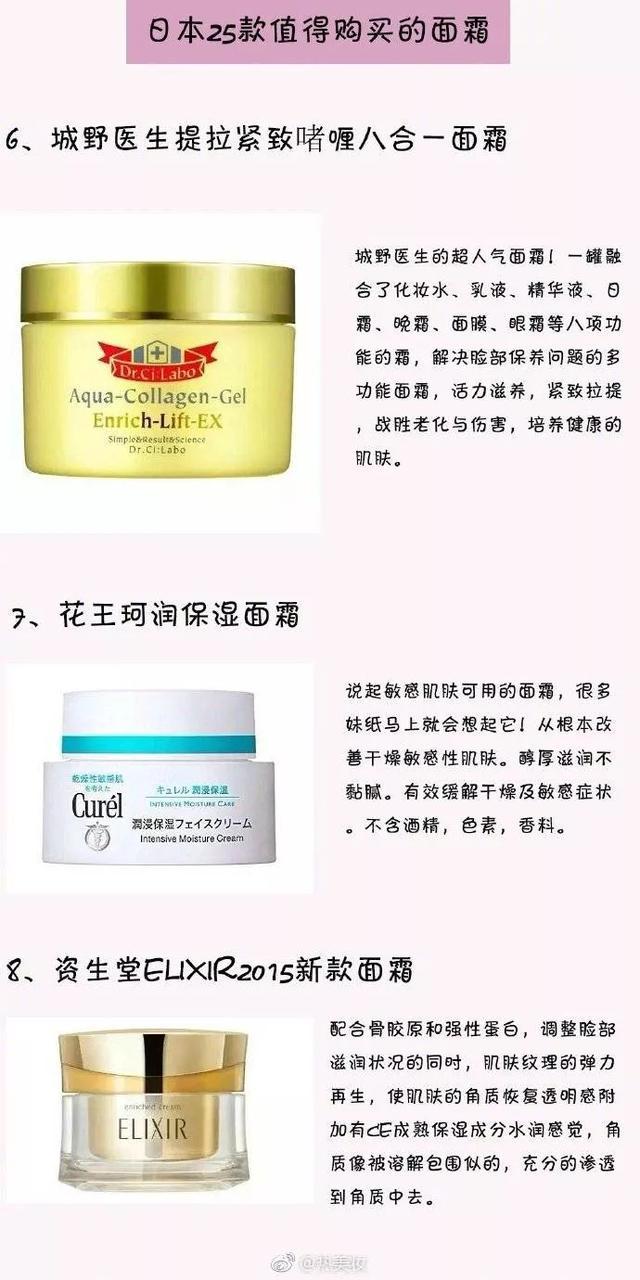 日本25款值得购买的面霜
6、城野医生提拉紧致啫喱八合一面霜
Dr.Ci:Labo
Aqua-Collagen-Gel
Enrich-Lift-EX
Simple&Result&Science
Dr.Ci:Labo
城野医生的超人气面霜！一罐融
合了化妆水、乳液、精华液、日
霜、晚霜、面膜、眼霜等八项功
能的霜，解决脸部保养问题的多
功能面霜，活力滋养，紧致拉提
，战胜老化与伤害，培养健康的
肌肤。
7、花王珂润保湿面霜
乾燥性敏感肌
を考えた
Curél
キュレル 潤浸保湿
INTENSIVE MOISTURE CARE
潤浸保湿フェイスクリーム
Intensive Moisture Cream
说起敏感肌肤可用的面霜，很多
妹纸马上就会想起它！从根本改
善干燥敏感性肌肤。醇厚滋润不
黏腻。有效缓解干燥及敏感症状
。不含酒精，色素，香料。
8、资生堂ELIXIR2015新款面霜
enriched cream
ELIXIR
配合骨胶原和强性蛋白，调整脸部
滋润状况的同时，肌肤纹理的弹力
再生，使肌肤的角质恢复透明感附
加有CE成熟保湿成分水润感觉，角
质像被溶解包围似的，充分的渗透
到角质中去。
@热美妆